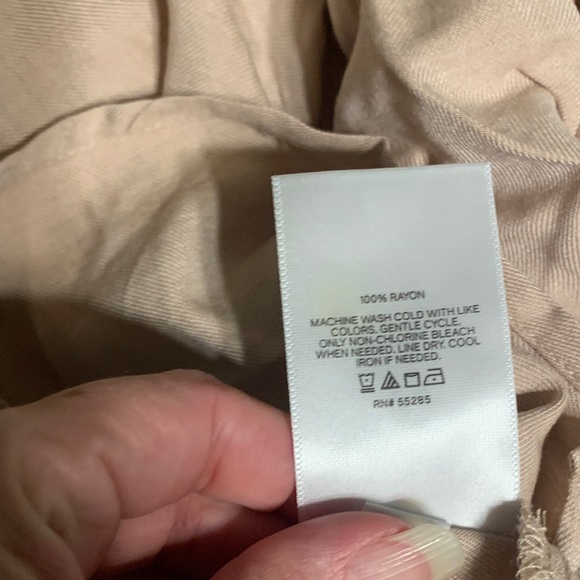 100% RAYON
MACHINE WASH COLD WITH LIKE
COLORS. GENTLE CYCLE.
ONLY NON-CHLORINE BLEACH
WHEN NEEDED. LINE DRY. COOL
IRON IF NEEDED.
RN# 55285